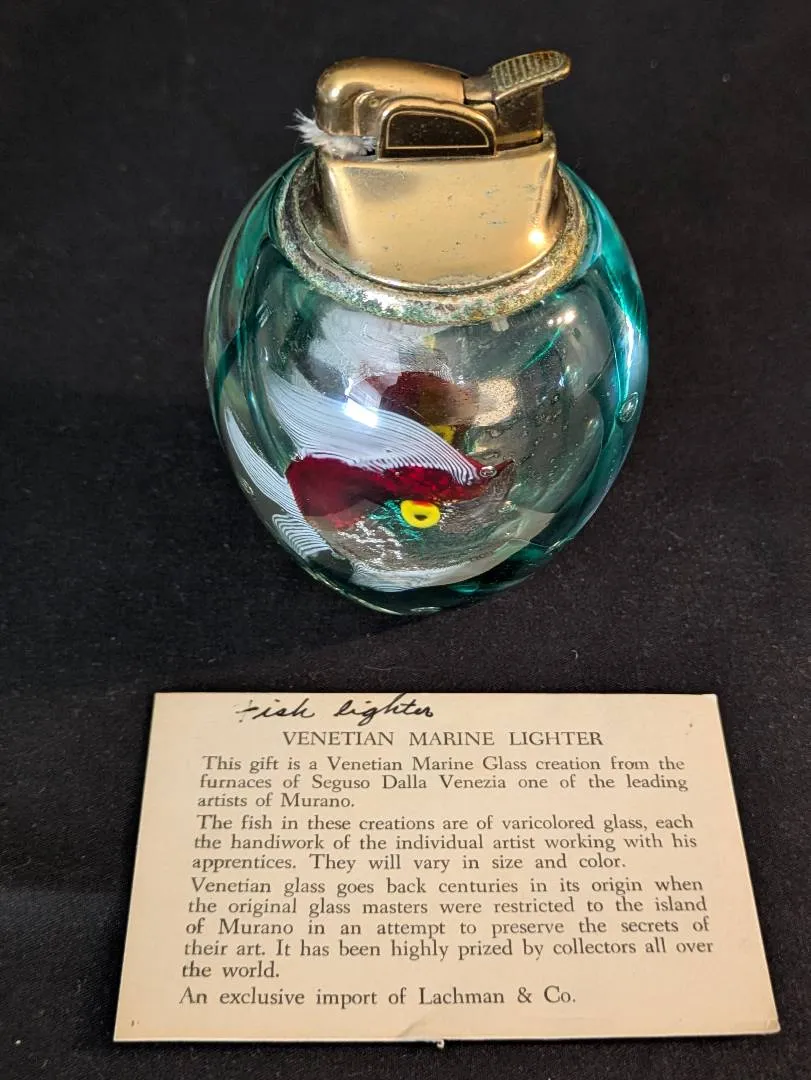 Fish lighter
VENETIAN MARINE LIGHTER
This gift is a Venetian Marine Glass creation from the
furnaces of Seguso Dalla Venezia one of the leading
artists of Murano.
The fish in these creations are of varicolored glass, each
the handiwork of the individual artist working with his
apprentices. They will vary in size and color.
Venetian glass goes back centuries in its origin when
the original glass masters were restricted to the island
of Murano in an attempt to preserve the secrets of
their art. It has been highly prized by collectors all over
the world.
An exclusive import of Lachman & Co.